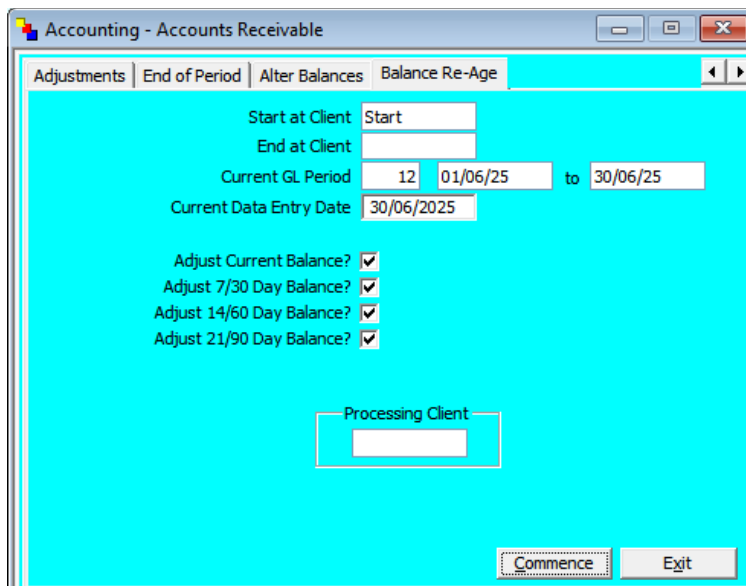 Accounting - Accounts Receivable
Adjustments End of Period Alter Balances Balance Re-Age
Start at Client Start
End at Client
Current GL Period 12 01/06/25 to 30/06/25
Current Data Entry Date 30/06/2025
Adjust Current Balance?
Adjust 7/30 Day Balance?
Adjust 14/60 Day Balance?
Adjust 21/90 Day Balance?
Processing Client
Commence Exit